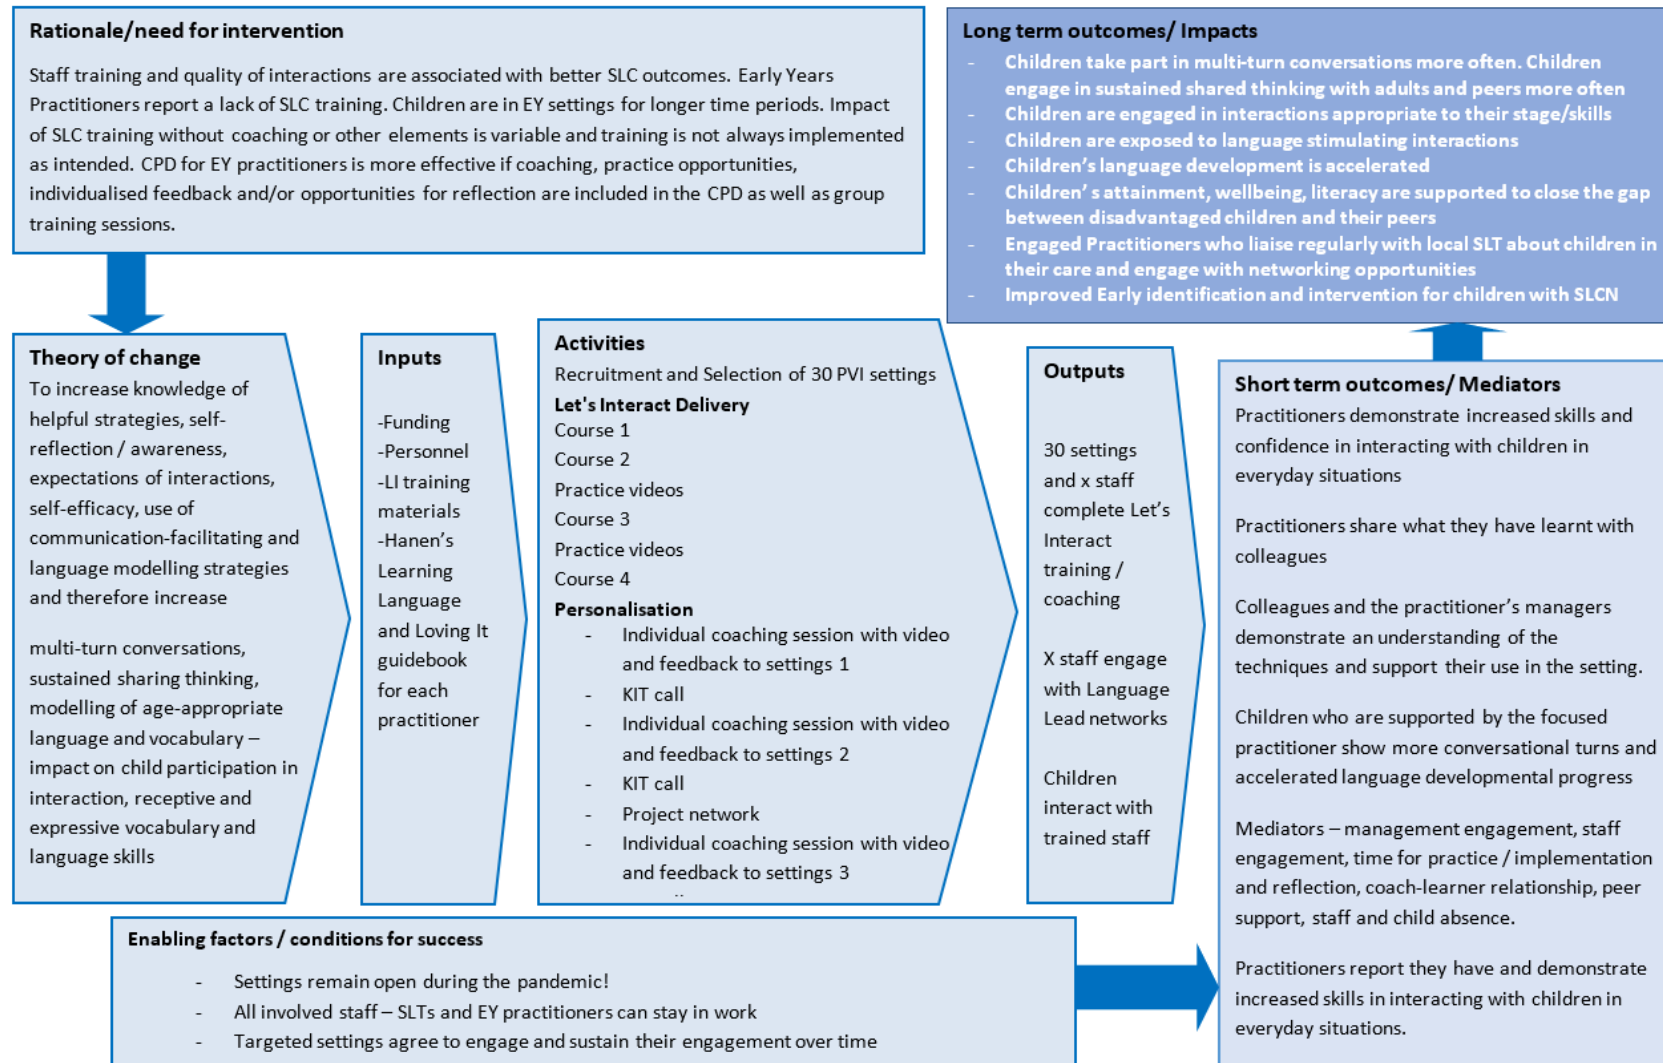 Rationale/need for intervention
Staff training and quality of interactions are associated with better SLC outcomes. Early Years
Practitioners report a lack of SLC training. Children are in EY settings for longer time periods. Impact
of SLC training without coaching or other elements is variable and training is not always implemented
as intended. CPD for EY practitioners is more effective if coaching, practice opportunities,
individualised feedback and/or opportunities for reflection are included in the CPD as well as group
training sessions.
Long term outcomes/ Impacts
- Children take part in multi-turn conversations more often. Children
engage in sustained shared thinking with adults and peers more often
- Children are engaged in interactions appropriate to their stage/skills
- Children are exposed to language stimulating interactions
- Children's language development is accelerated
- Children' s attainment, wellbeing, literacy are supported to close the gap
between disadvantaged children and their peers
- Engaged Practitioners who liaise regularly with local SLT about children in
their care and engage with networking opportunities
- Improved Early identification and intervention for children with SLCN
Theory of change
To increase knowledge of
helpful strategies, self-
reflection / awareness,
expectations of interactions,
self-efficacy, use of
communication-facilitating and
language modelling strategies
and therefore increase
multi-turn conversations,
sustained sharing thinking,
modelling of age-appropriate
language and vocabulary –
impact on child participation in
interaction, receptive and
expressive vocabulary and
language skills
Inputs
-Funding
-Personnel
-LI training
materials
-Hanen's
Learning
Language
and Loving It
guidebook
for each
practitioner
Activities
Recruitment and Selection of 30 PVI settings
Let's Interact Delivery
Course 1
Course 2
Practice videos
Course 3
Practice videos
Course 4
Personalisation
- Individual coaching session with video
and feedback to settings 1
- KIT call
- Individual coaching session with video
and feedback to settings 2
- KIT call
- Project network
- Individual coaching session with video
and feedback to settings 3
Outputs
30 settings
and x staff
complete Let's
Interact
training /
coaching
X staff engage
with Language
Lead networks
Children
interact with
trained staff
Short term outcomes/ Mediators
Practitioners demonstrate increased skills and
confidence in interacting with children in
everyday situations
Practitioners share what they have learnt with
colleagues
Colleagues and the practitioner's managers
demonstrate an understanding of the
techniques and support their use in the setting.
Children who are supported by the focused
practitioner show more conversational turns and
accelerated language developmental progress
Mediators – management engagement, staff
engagement, time for practice / implementation
and reflection, coach-learner relationship, peer
support, staff and child absence.
Practitioners report they have and demonstrate
increased skills in interacting with children in
everyday situations.
Enabling factors / conditions for success
- Settings remain open during the pandemic!
- All involved staff – SLTs and EY practitioners can stay in work
- Targeted settings agree to engage and sustain their engagement over time